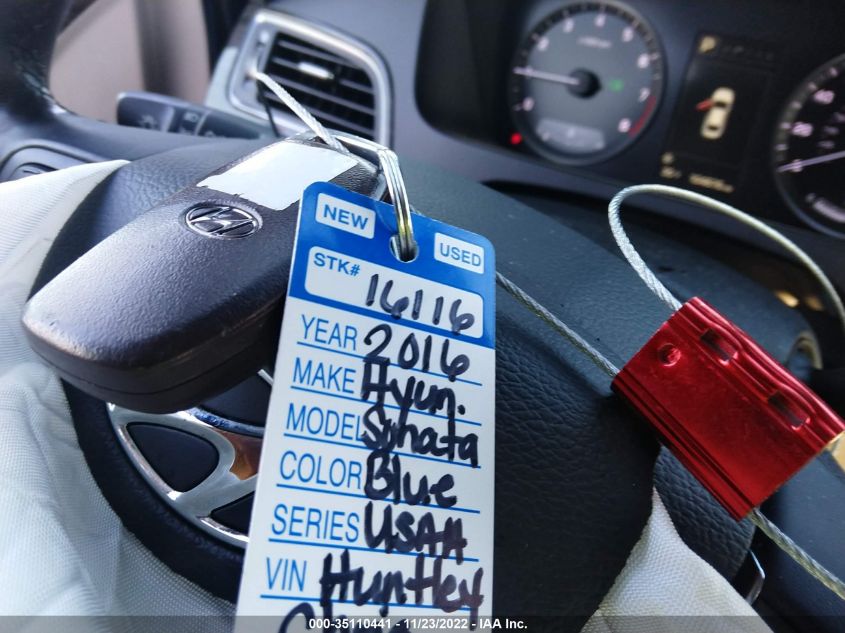 NEW
USED
STK# 16116
YEAR 2016
MAKE Hyun.
MODEL Sonata
COLOR Blue
SERIES USAA
VIN Huntley
000-35110441 - 11/23/2022 - IAA Inc.